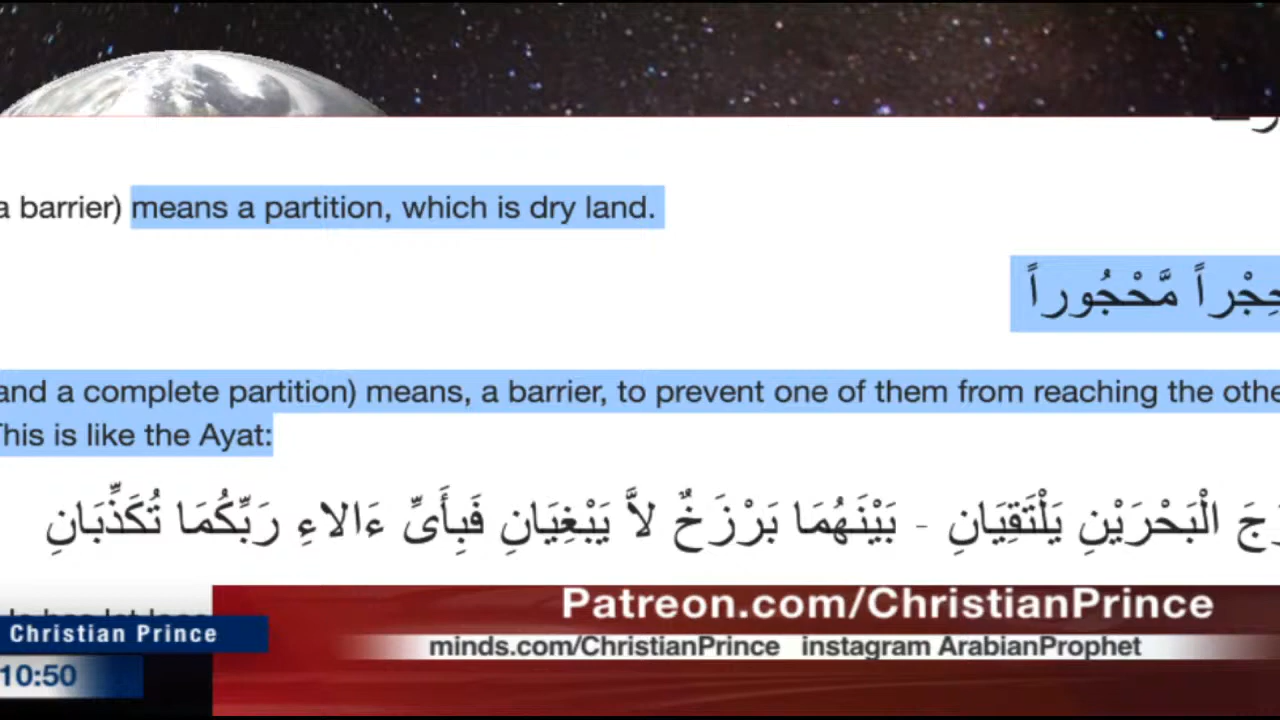 a barrier) means a partition, which is dry land.
حِجْراً مَّحْجُوراً
and a complete partition) means, a barrier, to prevent one of them from reaching the othe
This is like the Ayat:
الْبَحْرَيْنِ يَلْتَقِيَانِ - بَيْنَهُمَا بَرْزَخٌ لاَّ يَبْغِيَانِ فَبِأَىِّ ءَالاءِ رَبِّكُمَا تُكَذِّبَانِ
Patreon.com/ChristianPrince
Christian Prince
minds.com/ChristianPrince instagram ArabianProphet
10:50